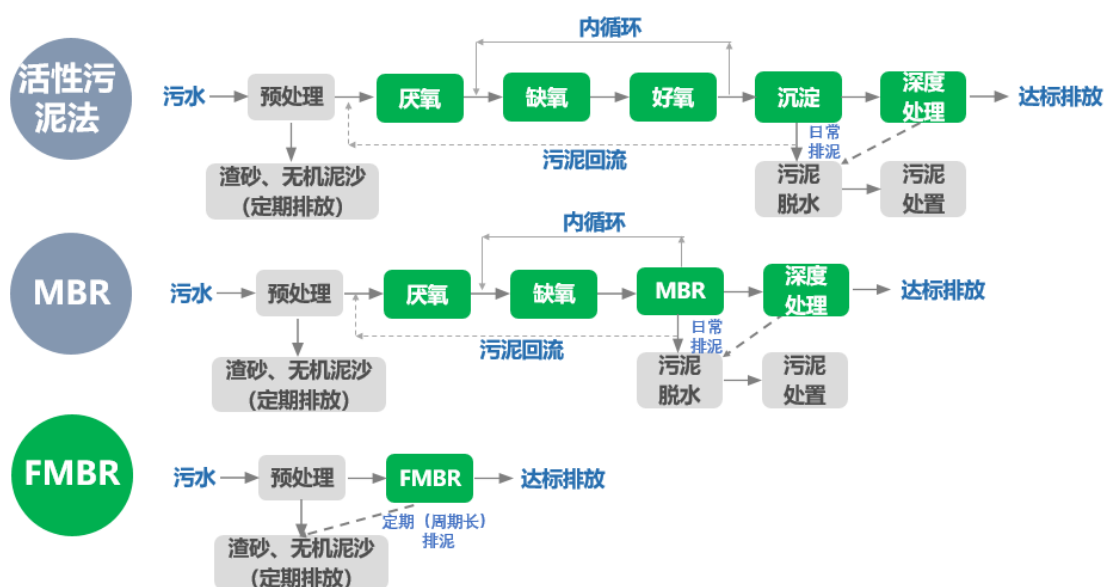 内循环
活性污
泥法
污水
预处理
厌氧
缺氧
好氧
沉淀
深度
处理
达标排放
日常
排泥
污泥回流
渣砂、无机泥沙
（定期排放）
污泥
脱水
污泥
处置
内循环
MBR
污水
预处理
厌氧
缺氧
MBR
深度
处理
达标排放
日常
排泥
污泥回流
渣砂、无机泥沙
（定期排放）
污泥
脱水
污泥
处置
FMBR
污水
预处理
FMBR
达标排放
定期（周期长）
排泥
渣砂、无机泥沙
（定期排放）